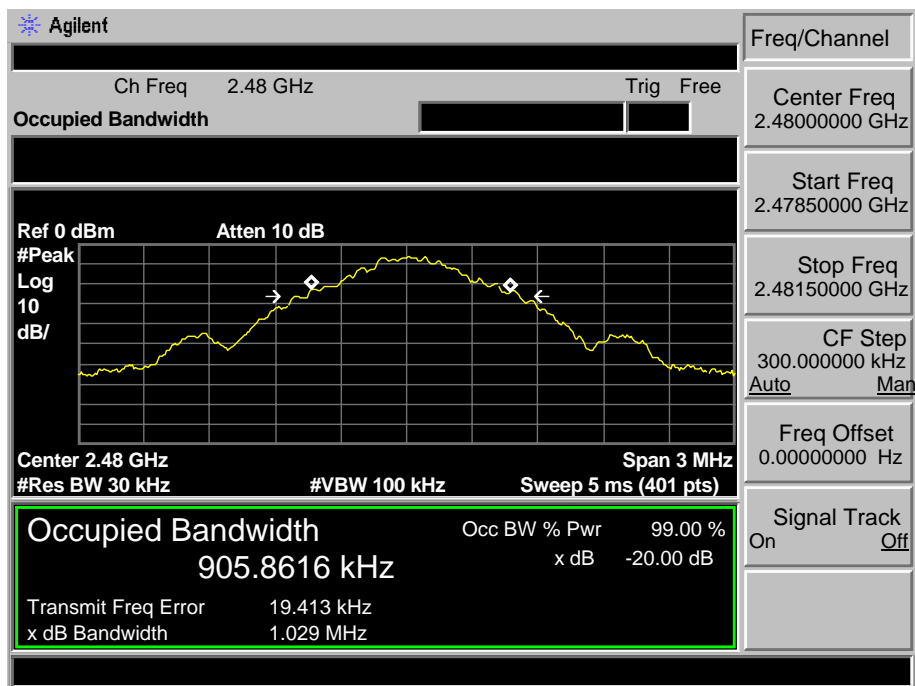 Agilent
Freq/Channel
Ch Freq 2.48 GHz Trig Free
Occupied Bandwidth
Center Freq
2.48000000 GHz
Start Freq
2.47850000 GHz
Ref 0 dBm Atten 10 dB
#Peak
Log
10
dB/
Stop Freq
2.48150000 GHz
CF Step
300.000000 kHz
Auto Man
Freq Offset
0.00000000 Hz
Center 2.48 GHz Span 3 MHz
#Res BW 30 kHz #VBW 100 kHz Sweep 5 ms (401 pts)
Signal Track
On Off
Occupied Bandwidth Occ BW % Pwr 99.00 %
905.8616 kHz x dB -20.00 dB
Transmit Freq Error 19.413 kHz
x dB Bandwidth 1.029 MHz